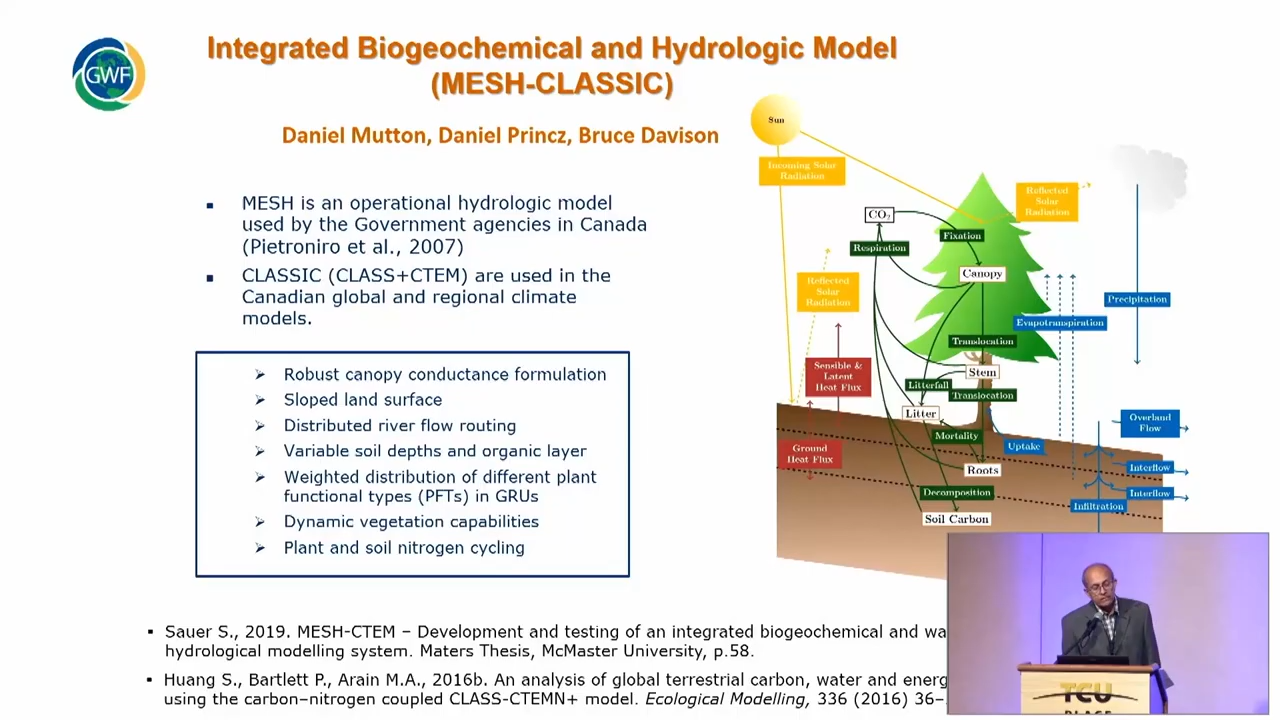 GWF
Integrated Biogeochemical and Hydrologic Model
(MESH-CLASSIC)
Daniel Mutton, Daniel Princz, Bruce Davison
▪ MESH is an operational hydrologic model
used by the Government agencies in Canada
(Pietroniro et al., 2007)
▪ CLASSIC (CLASS+CTEM) are used in the
Canadian global and regional climate
models.
➢ Robust canopy conductance formulation
➢ Sloped land surface
➢ Distributed river flow routing
➢ Variable soil depths and organic layer
➢ Weighted distribution of different plant
functional types (PFTs) in GRUs
➢ Dynamic vegetation capabilities
➢ Plant and soil nitrogen cycling
Sun
Incoming Solar
Radiation
Reflected
Solar
Radiation
CO₂
Fixation
Respiration
Canopy
Reflected
Solar
Radiation
Precipitation
Evapotranspiration
Translocation
Sensible &
Latent
Heat Flux
Stem
Litterfall
Translocation
Litter
Overland
Flow
Mortality
Uptake
Ground
Heat Flux
Roots
Interflow
Decomposition
Interflow
Infiltration
Soil Carbon
▪ Sauer S., 2019. MESH-CTEM – Development and testing of an integrated biogeochemical and wa
hydrological modelling system. Maters Thesis, McMaster University, p.58.
▪ Huang S., Bartlett P., Arain M.A., 2016b. An analysis of global terrestrial carbon, water and energ
using the carbon–nitrogen coupled CLASS-CTEMN+ model. Ecological Modelling, 336 (2016) 36–
TCU
PLACE